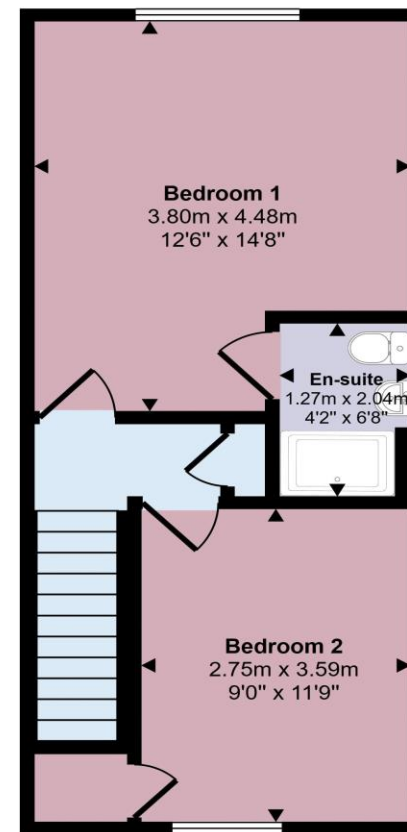 Bedroom 1
3.80m x 4.48m
12'6" x 14'8"
En-suite
1.27m x 2.04m
4'2" x 6'8"
Bedroom 2
2.75m x 3.59m
9'0" x 11'9"